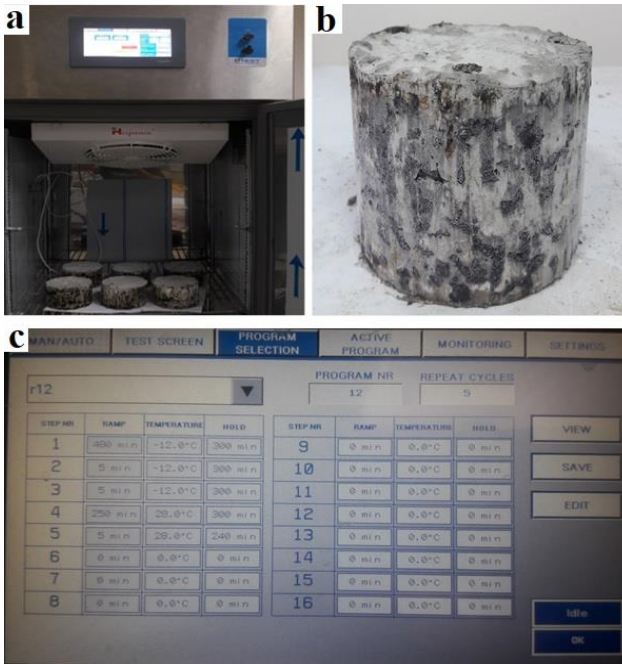 a
b
Hispania
c
MAN/AUTO TEST SCREEN PROGRAM SELECTION ACTIVE PROGRAM MONITORING SETTINGS
r12
PROGRAM NR REPEAT CYCLES
12 5
STEP NR RAMP TEMPERATURE HOLD STEP NR RAMP TEMPERATURE HOLD
1 480 min -12.0°C 300 min 9 0 min 0.0°C 0 min
2 5 min -12.0°C 300 min 10 0 min 0.0°C 0 min
3 5 min -12.0°C 300 min 11 0 min 0.0°C 0 min
4 250 min 28.0°C 300 min 12 0 min 0.0°C 0 min
5 5 min 28.0°C 240 min 13 0 min 0.0°C 0 min
6 0 min 0.0°C 0 min 14 0 min 0.0°C 0 min
7 0 min 0.0°C 0 min 15 0 min 0.0°C 0 min
8 0 min 0.0°C 0 min 16 0 min 0.0°C 0 min
VIEW
SAVE
EDIT
Idle
OK